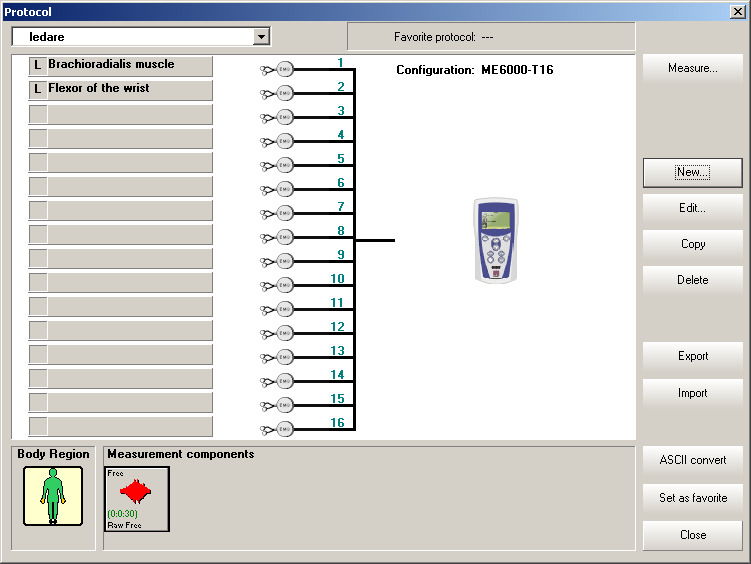 Protocol
ledare
Favorite protocol: ---
L Brachioradialis muscle
L Flexor of the wrist
EMG 1
EMG 2
EMG 3
EMG 4
EMG 5
EMG 6
EMG 7
EMG 8
EMG 9
EMG 10
EMG 11
EMG 12
EMG 13
EMG 14
EMG 15
EMG 16
Configuration: ME6000-T16
Measure...
New...
Edit...
Copy
Delete
Export
Import
ASCII convert
Set as favorite
Close
Body Region
Measurement components
Free
(0:0:30)
Raw Free